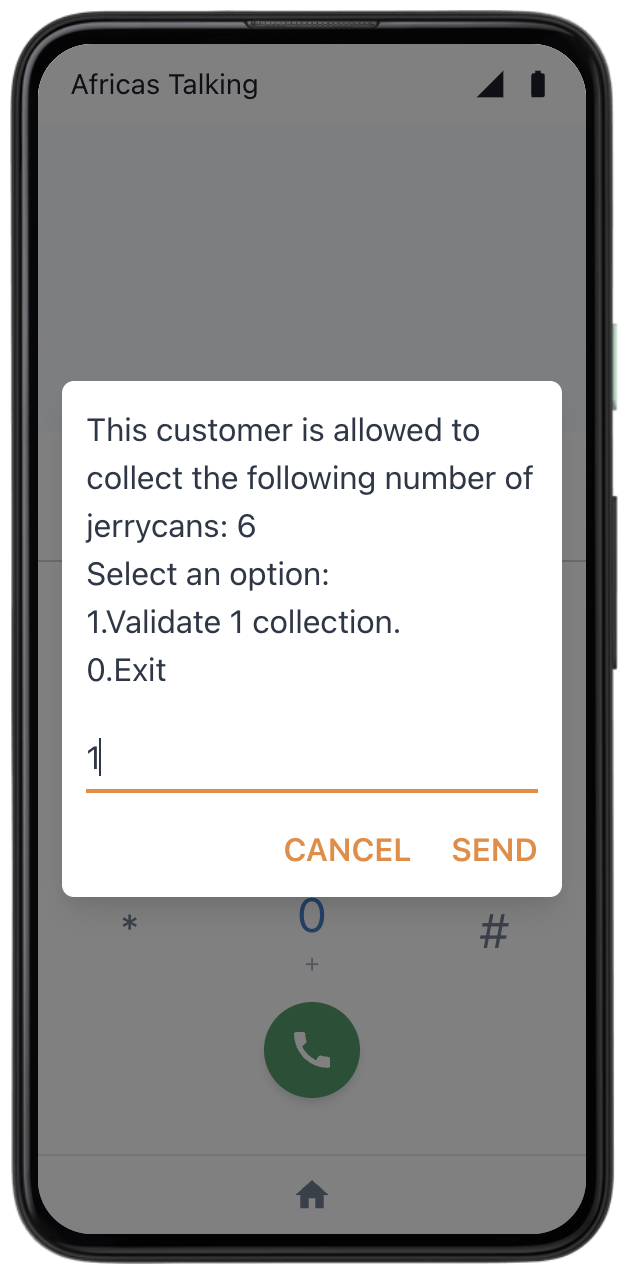 Africas Talking
This customer is allowed to
collect the following number of
jerrycans: 6
Select an option:
1.Validate 1 collection.
0.Exit
1
CANCEL SEND
* 0 #
+